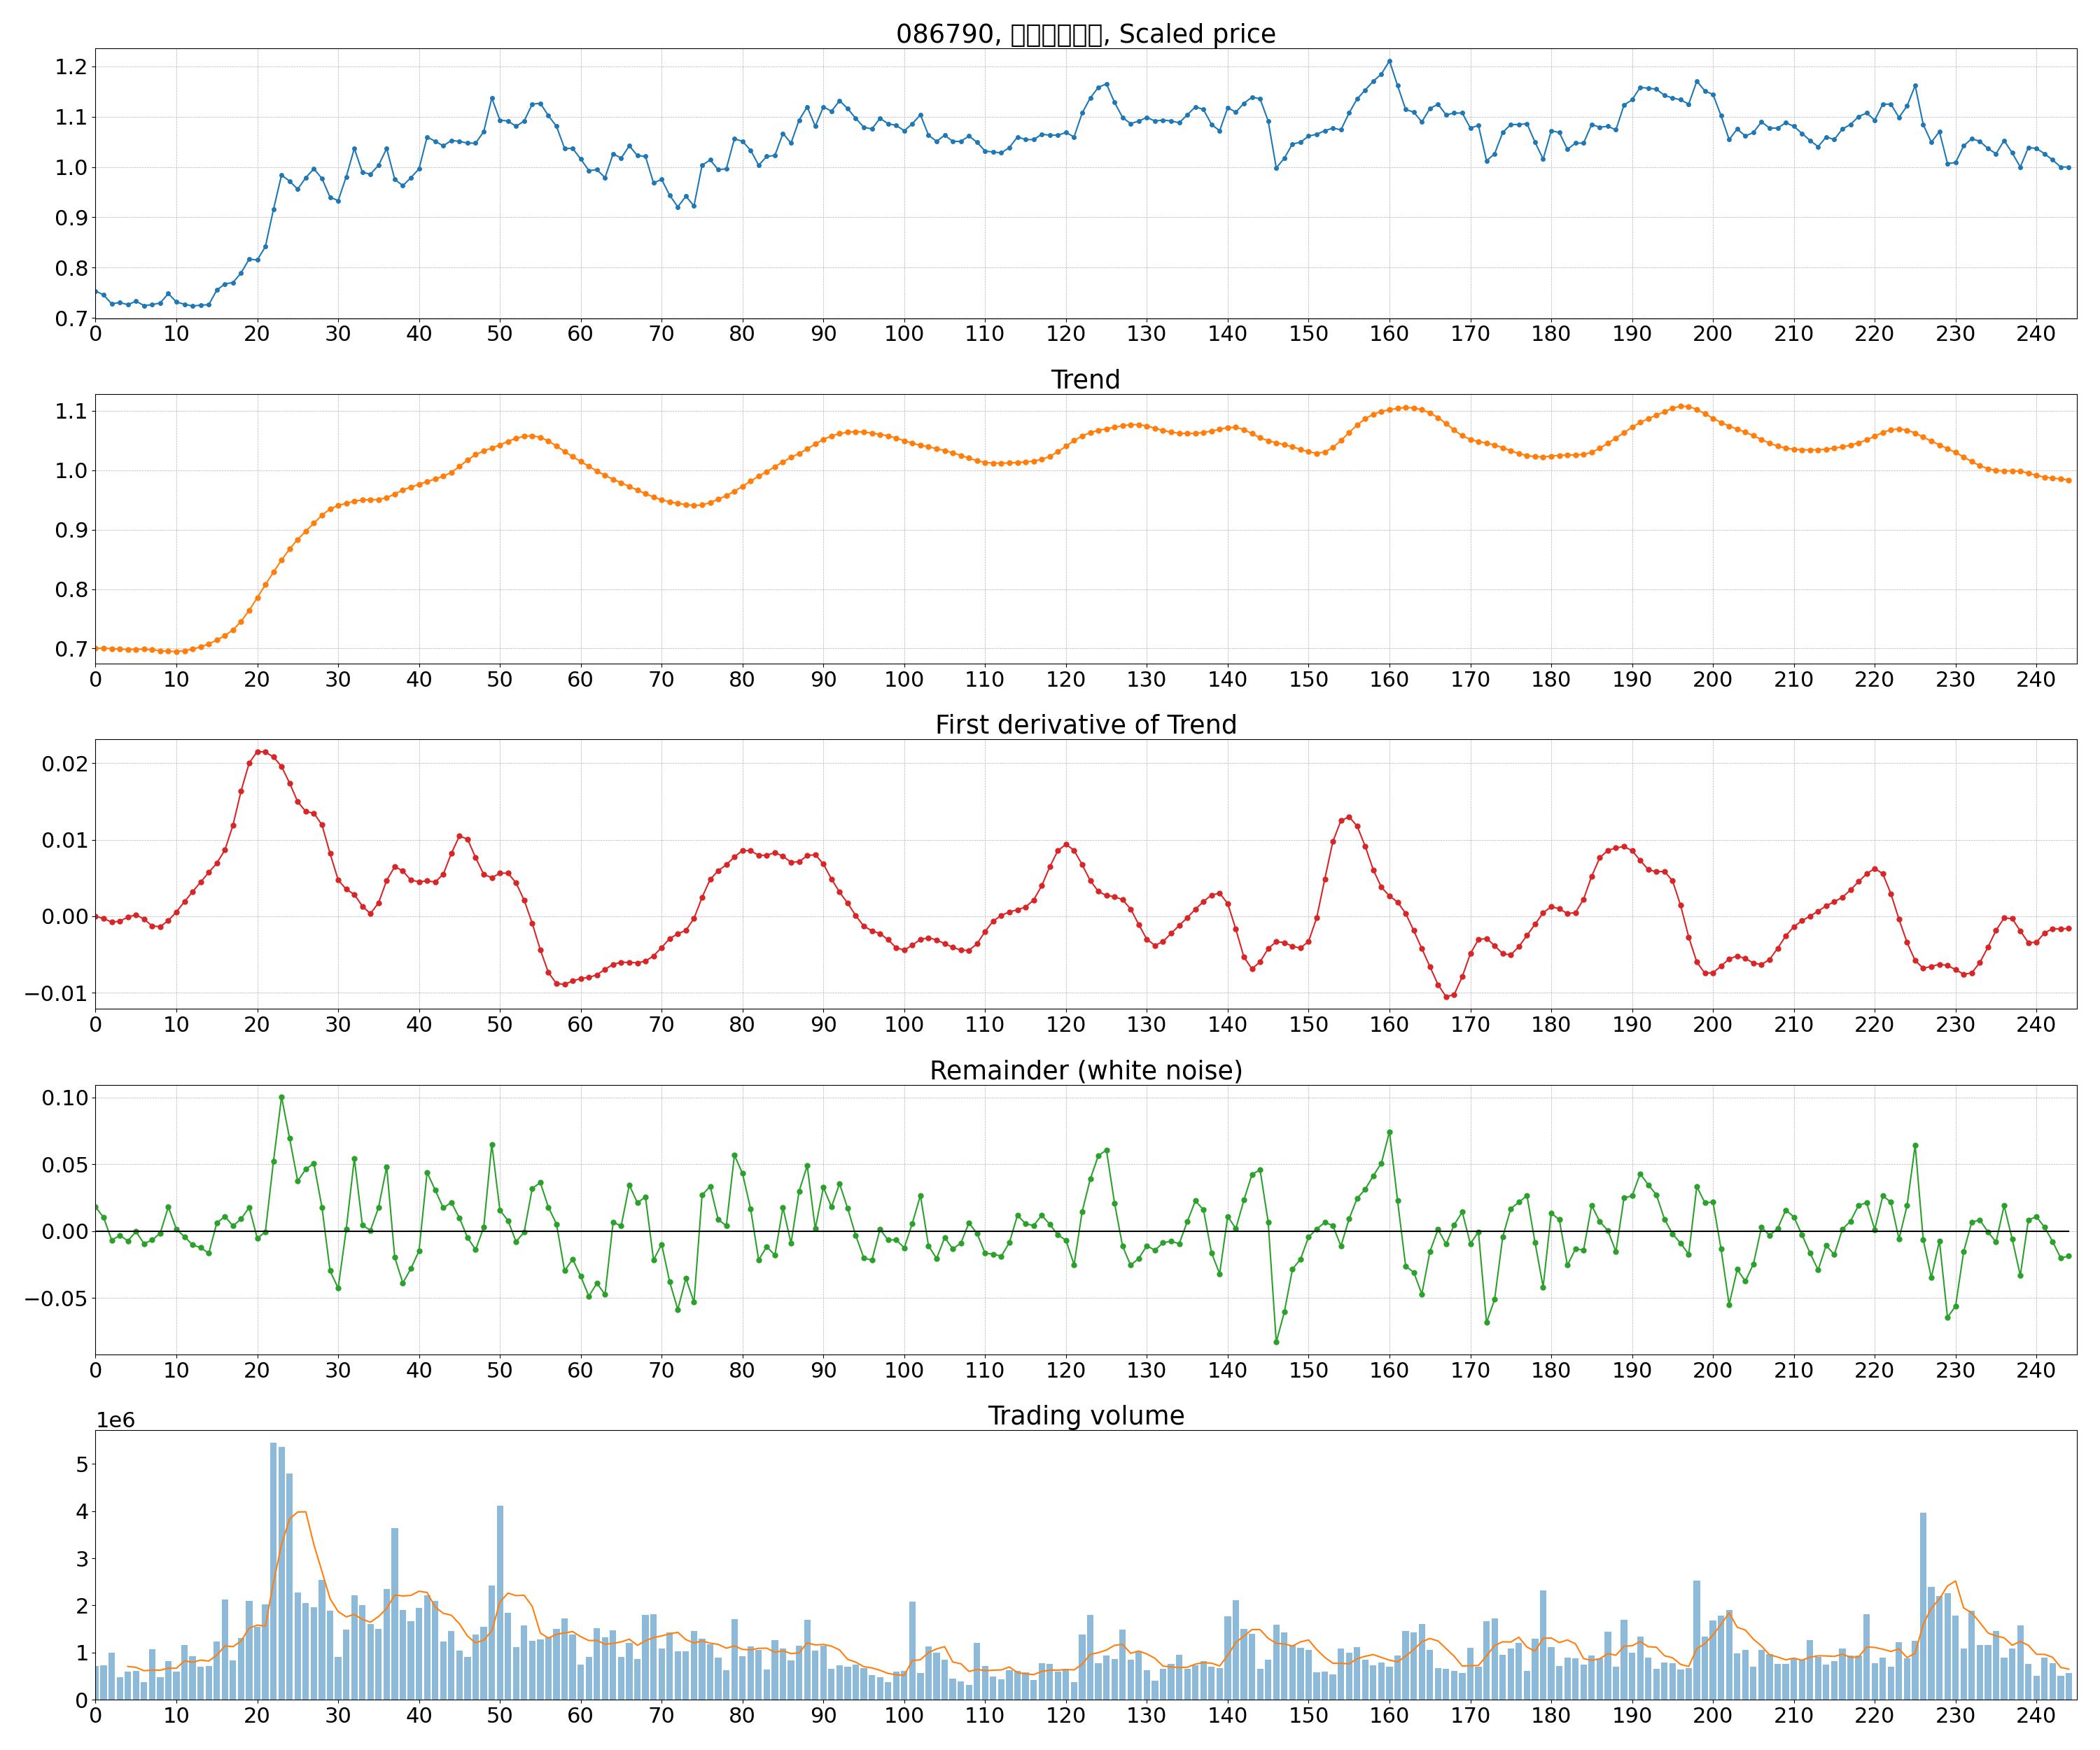 086790, □□□□□□, Scaled price
1.2
1.1
1.0
0.9
0.8
0.7
0 10 20 30 40 50 60 70 80 90 100 110 120 130 140 150 160 170 180 190 200 210 220 230 240
Trend
1.1
1.0
0.9
0.8
0.7
0 10 20 30 40 50 60 70 80 90 100 110 120 130 140 150 160 170 180 190 200 210 220 230 240
First derivative of Trend
0.02
0.01
0.00
−0.01
0 10 20 30 40 50 60 70 80 90 100 110 120 130 140 150 160 170 180 190 200 210 220 230 240
Remainder (white noise)
0.10
0.05
0.00
−0.05
0 10 20 30 40 50 60 70 80 90 100 110 120 130 140 150 160 170 180 190 200 210 220 230 240
Trading volume
1e6
5
4
3
2
1
0
0 10 20 30 40 50 60 70 80 90 100 110 120 130 140 150 160 170 180 190 200 210 220 230 240